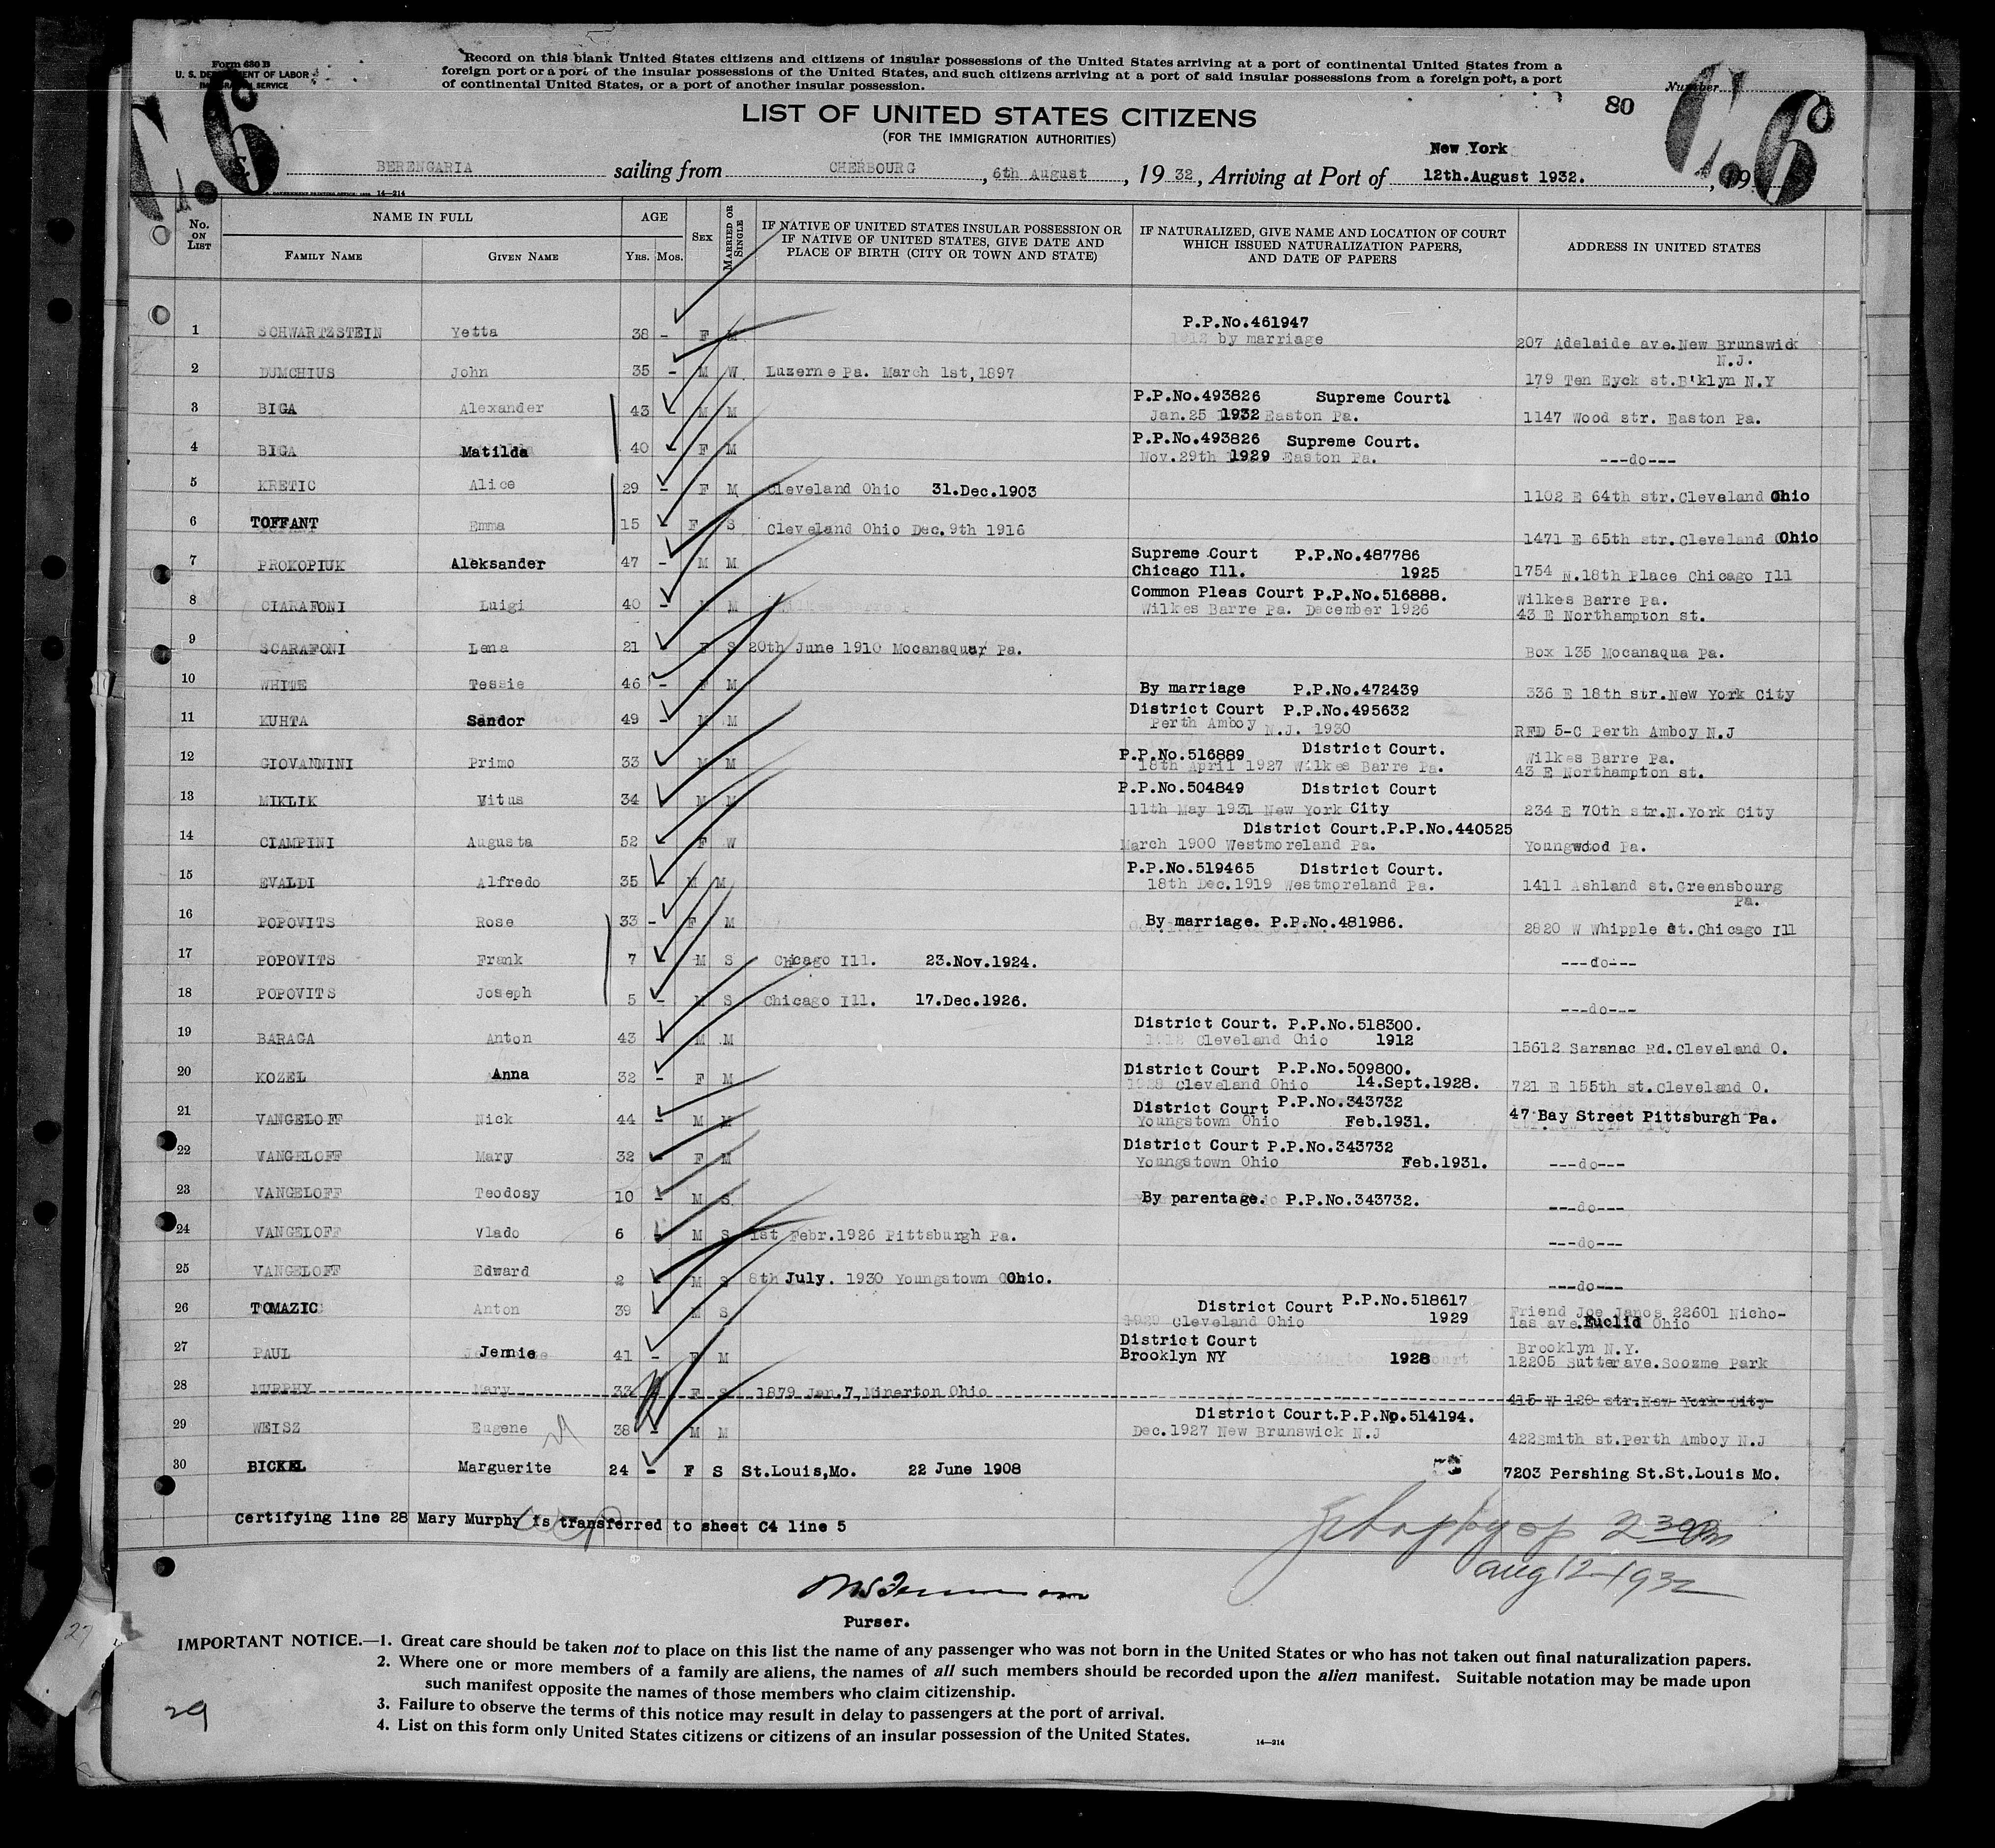 Form 680 B
U. S. DEPARTMENT OF LABOR
IMMIGRATION SERVICE
Record on this blank United States citizens and citizens of insular possessions of the United States arriving at a port of continental United States from a
foreign port or a port of the insular possessions of the United States, and such citizens arriving at a port of said insular possessions from a foreign port, a port
of continental United States, or a port of another insular possession.
Number
80
C.6 C.6
LIST OF UNITED STATES CITIZENS
(FOR THE IMMIGRATION AUTHORITIES)
New York
S. BERENGARIA sailing from CHERBOURG, 6th August, 19 32, Arriving at Port of 12th.August 1932., 19
GOVERNMENT PRINTING OFFICE 14—214
No. ON LIST NAME IN FULL AGE SEX MARRIED OR SINGLE IF NATIVE OF UNITED STATES INSULAR POSSESSION OR IF NATIVE OF UNITED STATES, GIVE DATE AND PLACE OF BIRTH (CITY OR TOWN AND STATE) IF NATURALIZED, GIVE NAME AND LOCATION OF COURT WHICH ISSUED NATURALIZATION PAPERS, AND DATE OF PAPERS ADDRESS IN UNITED STATES
FAMILY NAME GIVEN NAME YRS. MOS.
P.P.No.461947
1 SCHWARTZSTEIN Yetta 38 - F M 1912 by marriage 207 Adelaide ave.New Brunswick
N.J.
2 DUMCHIUS John 35 - M W Luzerne Pa. March 1st,1897 179 Ten Eyck st.B'klyn N.Y
P.P.No.493826 Supreme Court
3 BIGA Alexander 43 M M Jan.25 1932 Easton Pa. 1147 Wood str. Easton Pa.
P.P.No.493826 Supreme Court.
4 BIGA Matilda 40 F M Nov.29th 1929 Easton Pa. ---do---
5 KRETIC Alice 29 - F M Cleveland Ohio 31.Dec.1903 1102 E 64th str.Cleveland Ohio
6 TOFFANT Emma 15 - F S Cleveland Ohio Dec.9th 1916 1471 E 65th str.Cleveland Ohio
Supreme Court P.P.No.487786
7 PROKOPIUK Aleksander 47 - M M Chicago Ill. 1925 1754 N.18th Place Chicago Ill
Common Pleas Court P.P.No.516888. Wilkes Barre Pa.
8 CIARAFONI Luigi 40 - M M Wilkes Barre Pa. December 1926 43 E Northampton st.
9 SCARAFONI Lena 21 F S 20th June 1910 Mocanaqua Pa. Box 135 Mocanaqua Pa.
10 WHITE Tessie 46 - F M By marriage P.P.No.472439 336 E 18th str.New York City
District Court P.P.No.495632
11 KUHTA Sandor 49 - M M Perth Amboy N.J. 1930 RFD 5-C Perth Amboy N.J
P.P.No.516889 District Court. Wilkes Barre Pa.
12 GIOVANNINI Primo 33 M M 18th April 1927 Wilkes Barre Pa. 43 E Northampton st.
P.P.No.504849 District Court
13 MIKLIK Vitus 34 M M 11th May 1931 New York City 234 E 70th str.N.York City
District Court.P.P.No.440525
14 CIAMPINI Augusta 52 F W March 1900 Westmoreland Pa. Youngwood Pa.
P.P.No.519465 District Court.
15 EVALDI Alfredo 35 - M M 18th Dec.1919 Westmoreland Pa. 1411 Ashland st.Greensbourg
Pa.
16 POPOVITS Rose 33 - F M By marriage. P.P.No.481986. 2820 W Whipple st.Chicago Ill
17 POPOVITS Frank 7 M S Chicago Ill. 23.Nov.1924. ---do---
18 POPOVITS Joseph 5 - M S Chicago Ill. 17.Dec.1926. ---do---
District Court. P.P.No.518300.
19 BARAGA Anton 43 - M M Cleveland Ohio 1912 15612 Saranac Rd.Cleveland O.
District Court P.P.No.509800.
20 KOZEL Anna 32 - F M 1928 Cleveland Ohio 14.Sept.1928. 721 E 155th st.Cleveland O.
District Court P.P.No.343732
21 VANGELOFF Nick 44 - M M Youngstown Ohio Feb.1931. 47 Bay Street Pittsburgh Pa.
District Court P.P.No.343732
22 VANGELOFF Mary 32 - F M Youngstown Ohio Feb.1931. ---do---
23 VANGELOFF Teodosy 10 - M S By parentage. P.P.No.343732. ---do---
24 VANGELOFF Vlado 6 - M S 1st Febr.1926 Pittsburgh Pa. ---do---
25 VANGELOFF Edward 2 - M S 8th July. 1930 Youngstown Ohio. ---do---
District Court P.P.No.518617 Friend Joe Janos 22601 Nicho-
26 TOMAZIC Anton 39 - M S 1929 Cleveland Ohio 1929 las ave.Euclid Ohio
District Court Brooklyn N.Y.
27 PAUL Jennie 41 - F M Brooklyn NY 1928 12205 Sutter ave.Soozme Park
28 MURPHY Mary 33 F S 1879 Jan.7,Minerton Ohio 415 W 120 str.New York City
District Court.P.P.No.514194.
29 WEISZ Eugene 38 - M M Dec.1927 New Brunswick N.J 422Smith st.Perth Amboy N.J
30 BICKEL Marguerite 24 - F S St.Louis,Mo. 22 June 1908 7203 Pershing St.St.Louis Mo.
Certifying line 28 Mary Murphy is transferred to sheet C4 line 5
Aug 12-1932
Purser.
IMPORTANT NOTICE.—1. Great care should be taken not to place on this list the name of any passenger who was not born in the United States or who has not taken out final naturalization papers.
2. Where one or more members of a family are aliens, the names of all such members should be recorded upon the alien manifest. Suitable notation may be made upon
such manifest opposite the names of those members who claim citizenship.
3. Failure to observe the terms of this notice may result in delay to passengers at the port of arrival.
4. List on this form only United States citizens or citizens of an insular possession of the United States.
14—214
29
27